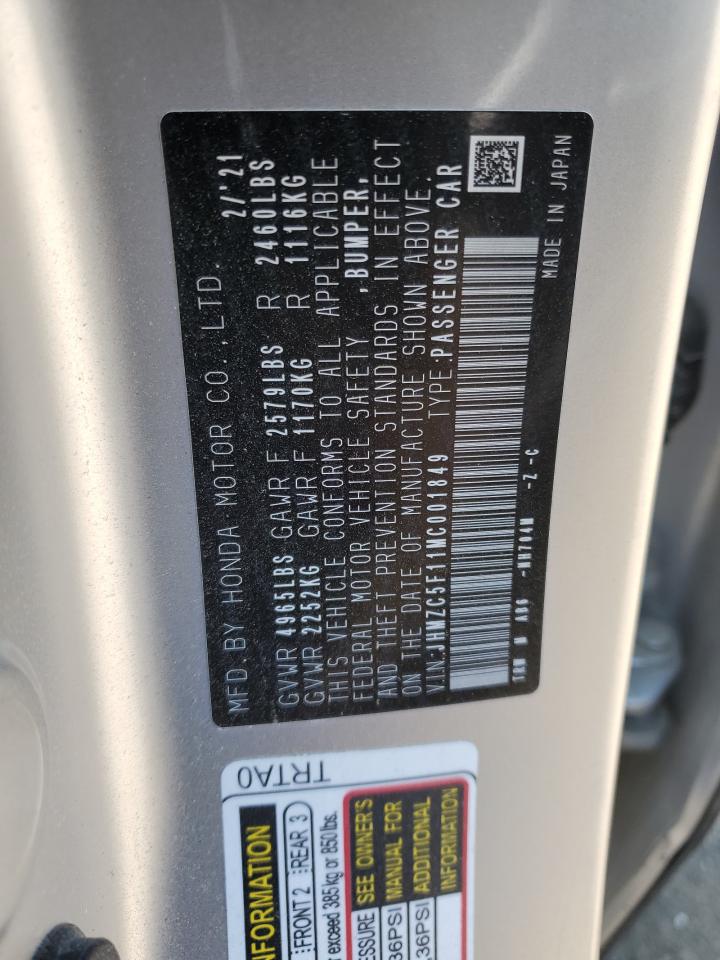 MFD. BY HONDA MOTOR CO., LTD. 2/'21
GVWR 4965LBS GAWR F 2579LBS R 2460LBS
GVWR 2252KG GAWR F 1170KG R 1116KG
THIS VEHICLE CONFORMS TO ALL APPLICABLE
FEDERAL MOTOR VEHICLE SAFETY ,BUMPER,
AND THEFT PREVENTION STANDARDS IN EFFECT
ON THE DATE OF MANUFACTURE SHOWN ABOVE.
V.I.N.:JHMZC5F11MC001849 TYPE:PASSENGER CAR
AB6 -NH704M -Z -C MADE IN JAPAN
TRTA0
INFORMATION
FRONT 2 REAR 3
exceed 385 kg or 850 lbs.
SEE OWNER'S
MANUAL FOR
36PSI ADDITIONAL
36PSI INFORMATION